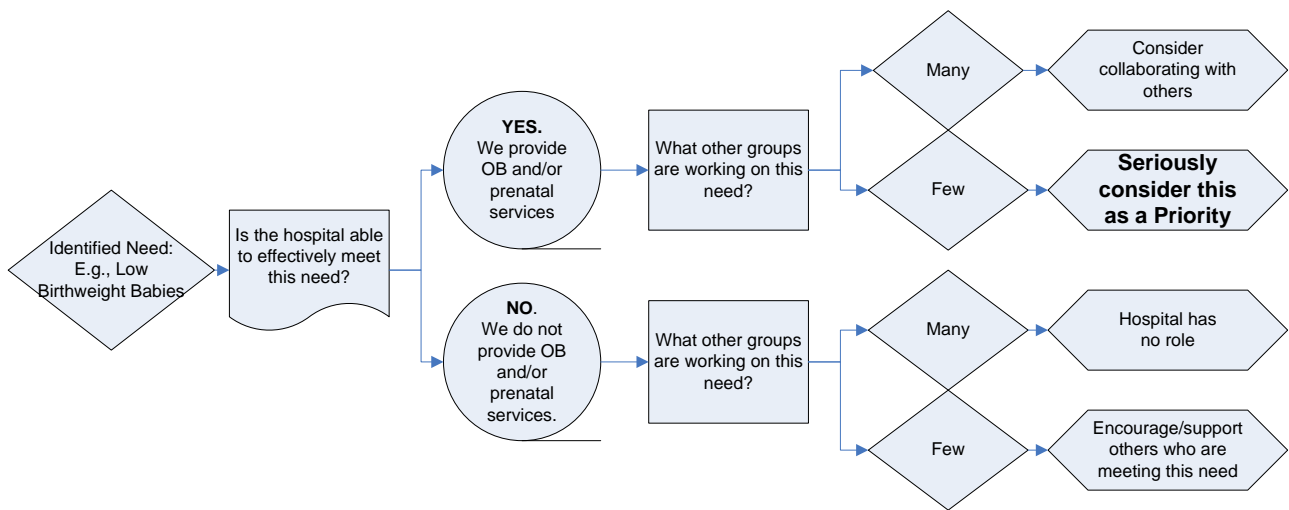 Identified Need:
E.g., Low
Birthweight Babies
Is the hospital able
to effectively meet
this need?
YES.
We provide
OB and/or
prenatal
services
What other groups
are working on this
need?
Many
Consider
collaborating with
others
Few
Seriously
consider this
as a Priority
NO.
We do not
provide OB
and/or
prenatal
services.
What other groups
are working on this
need?
Many
Hospital has
no role
Few
Encourage/support
others who are
meeting this need